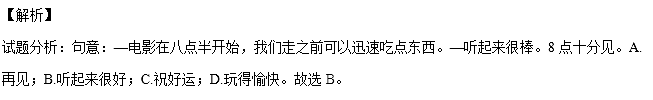 【解析】
试题分析：句意：—电影在八点半开始，我们走之前可以迅速吃点东西。—听起来很棒。8 点十分见。A.
再见；B.听起来很好；C.祝好运；D.玩得愉快。故选 B。